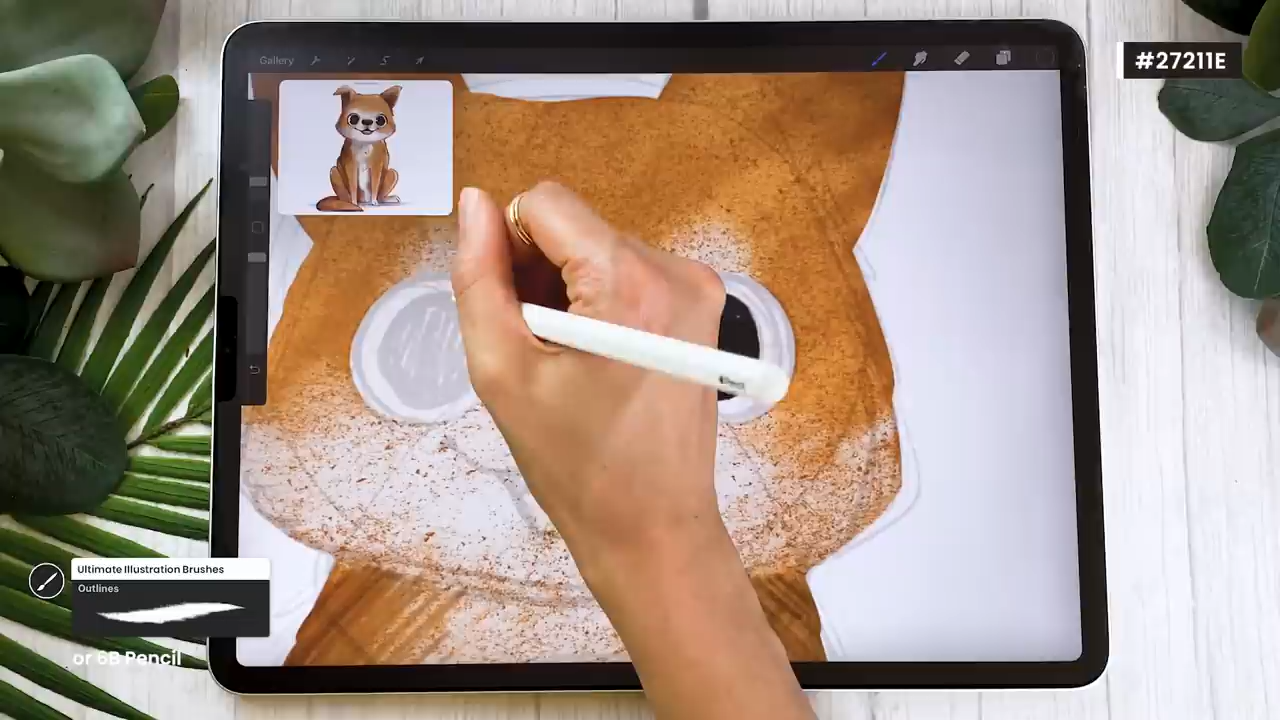 #27211E
Gallery
Ultimate Illustration Brushes
Outlines
or 6B Pencil